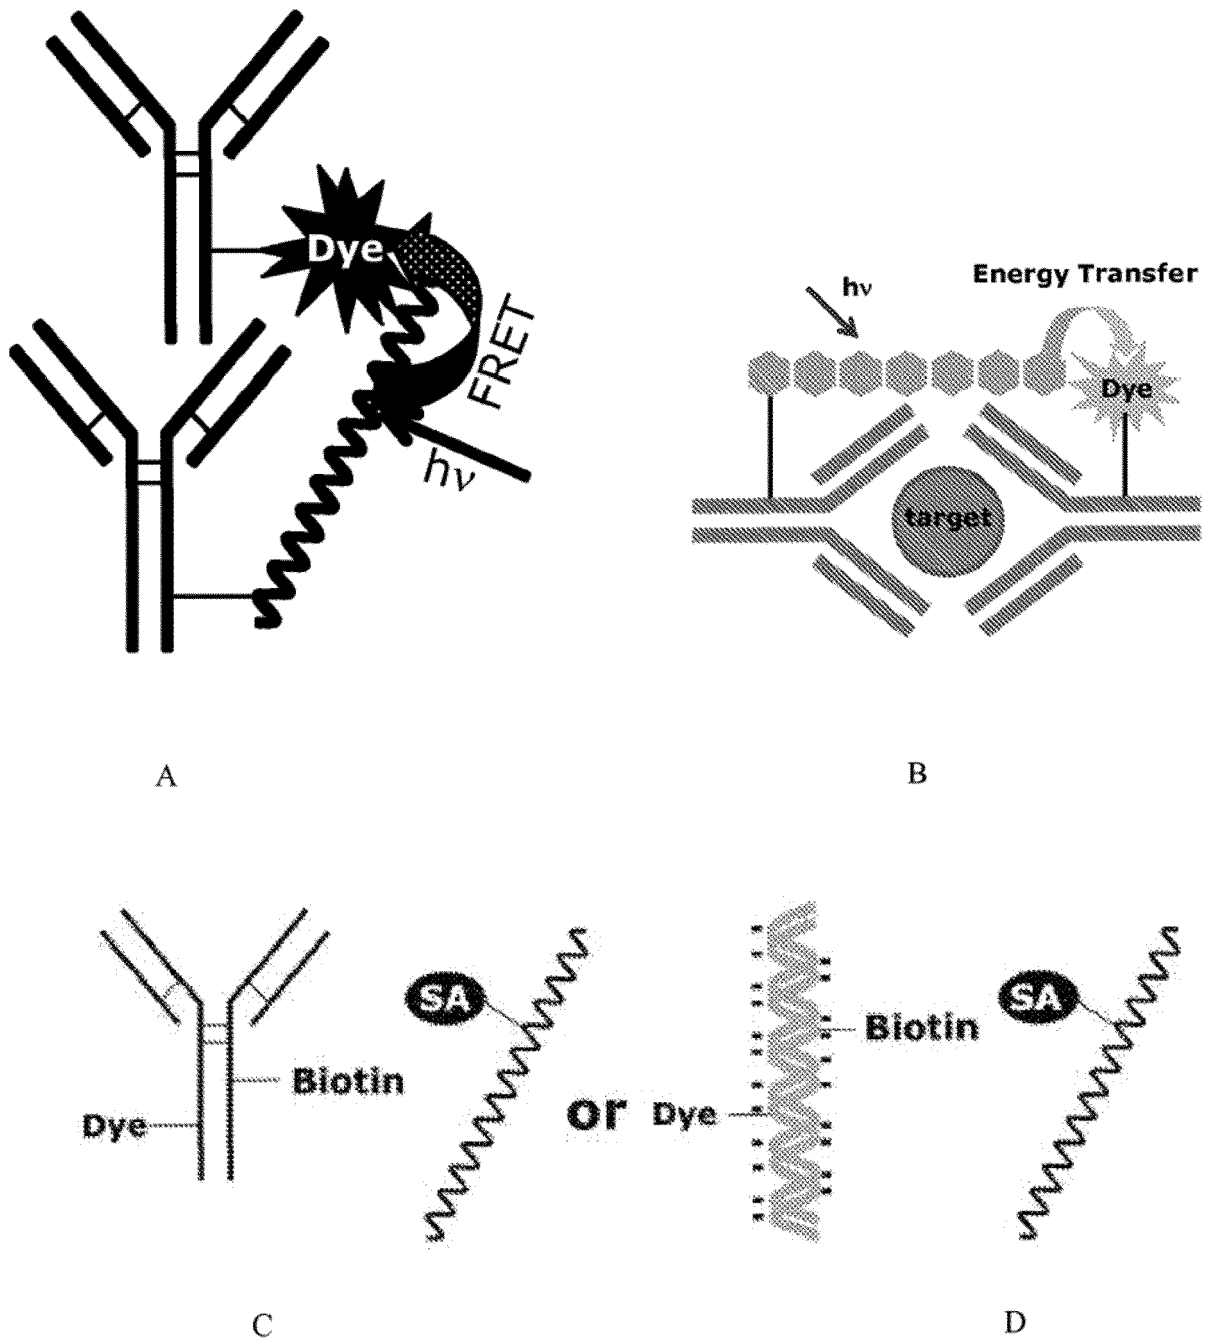 Dye
FRET
hν
Energy Transfer
hν
Dye
target
A
B
SA
Biotin
Dye
or
Dye
Biotin
SA
C
D